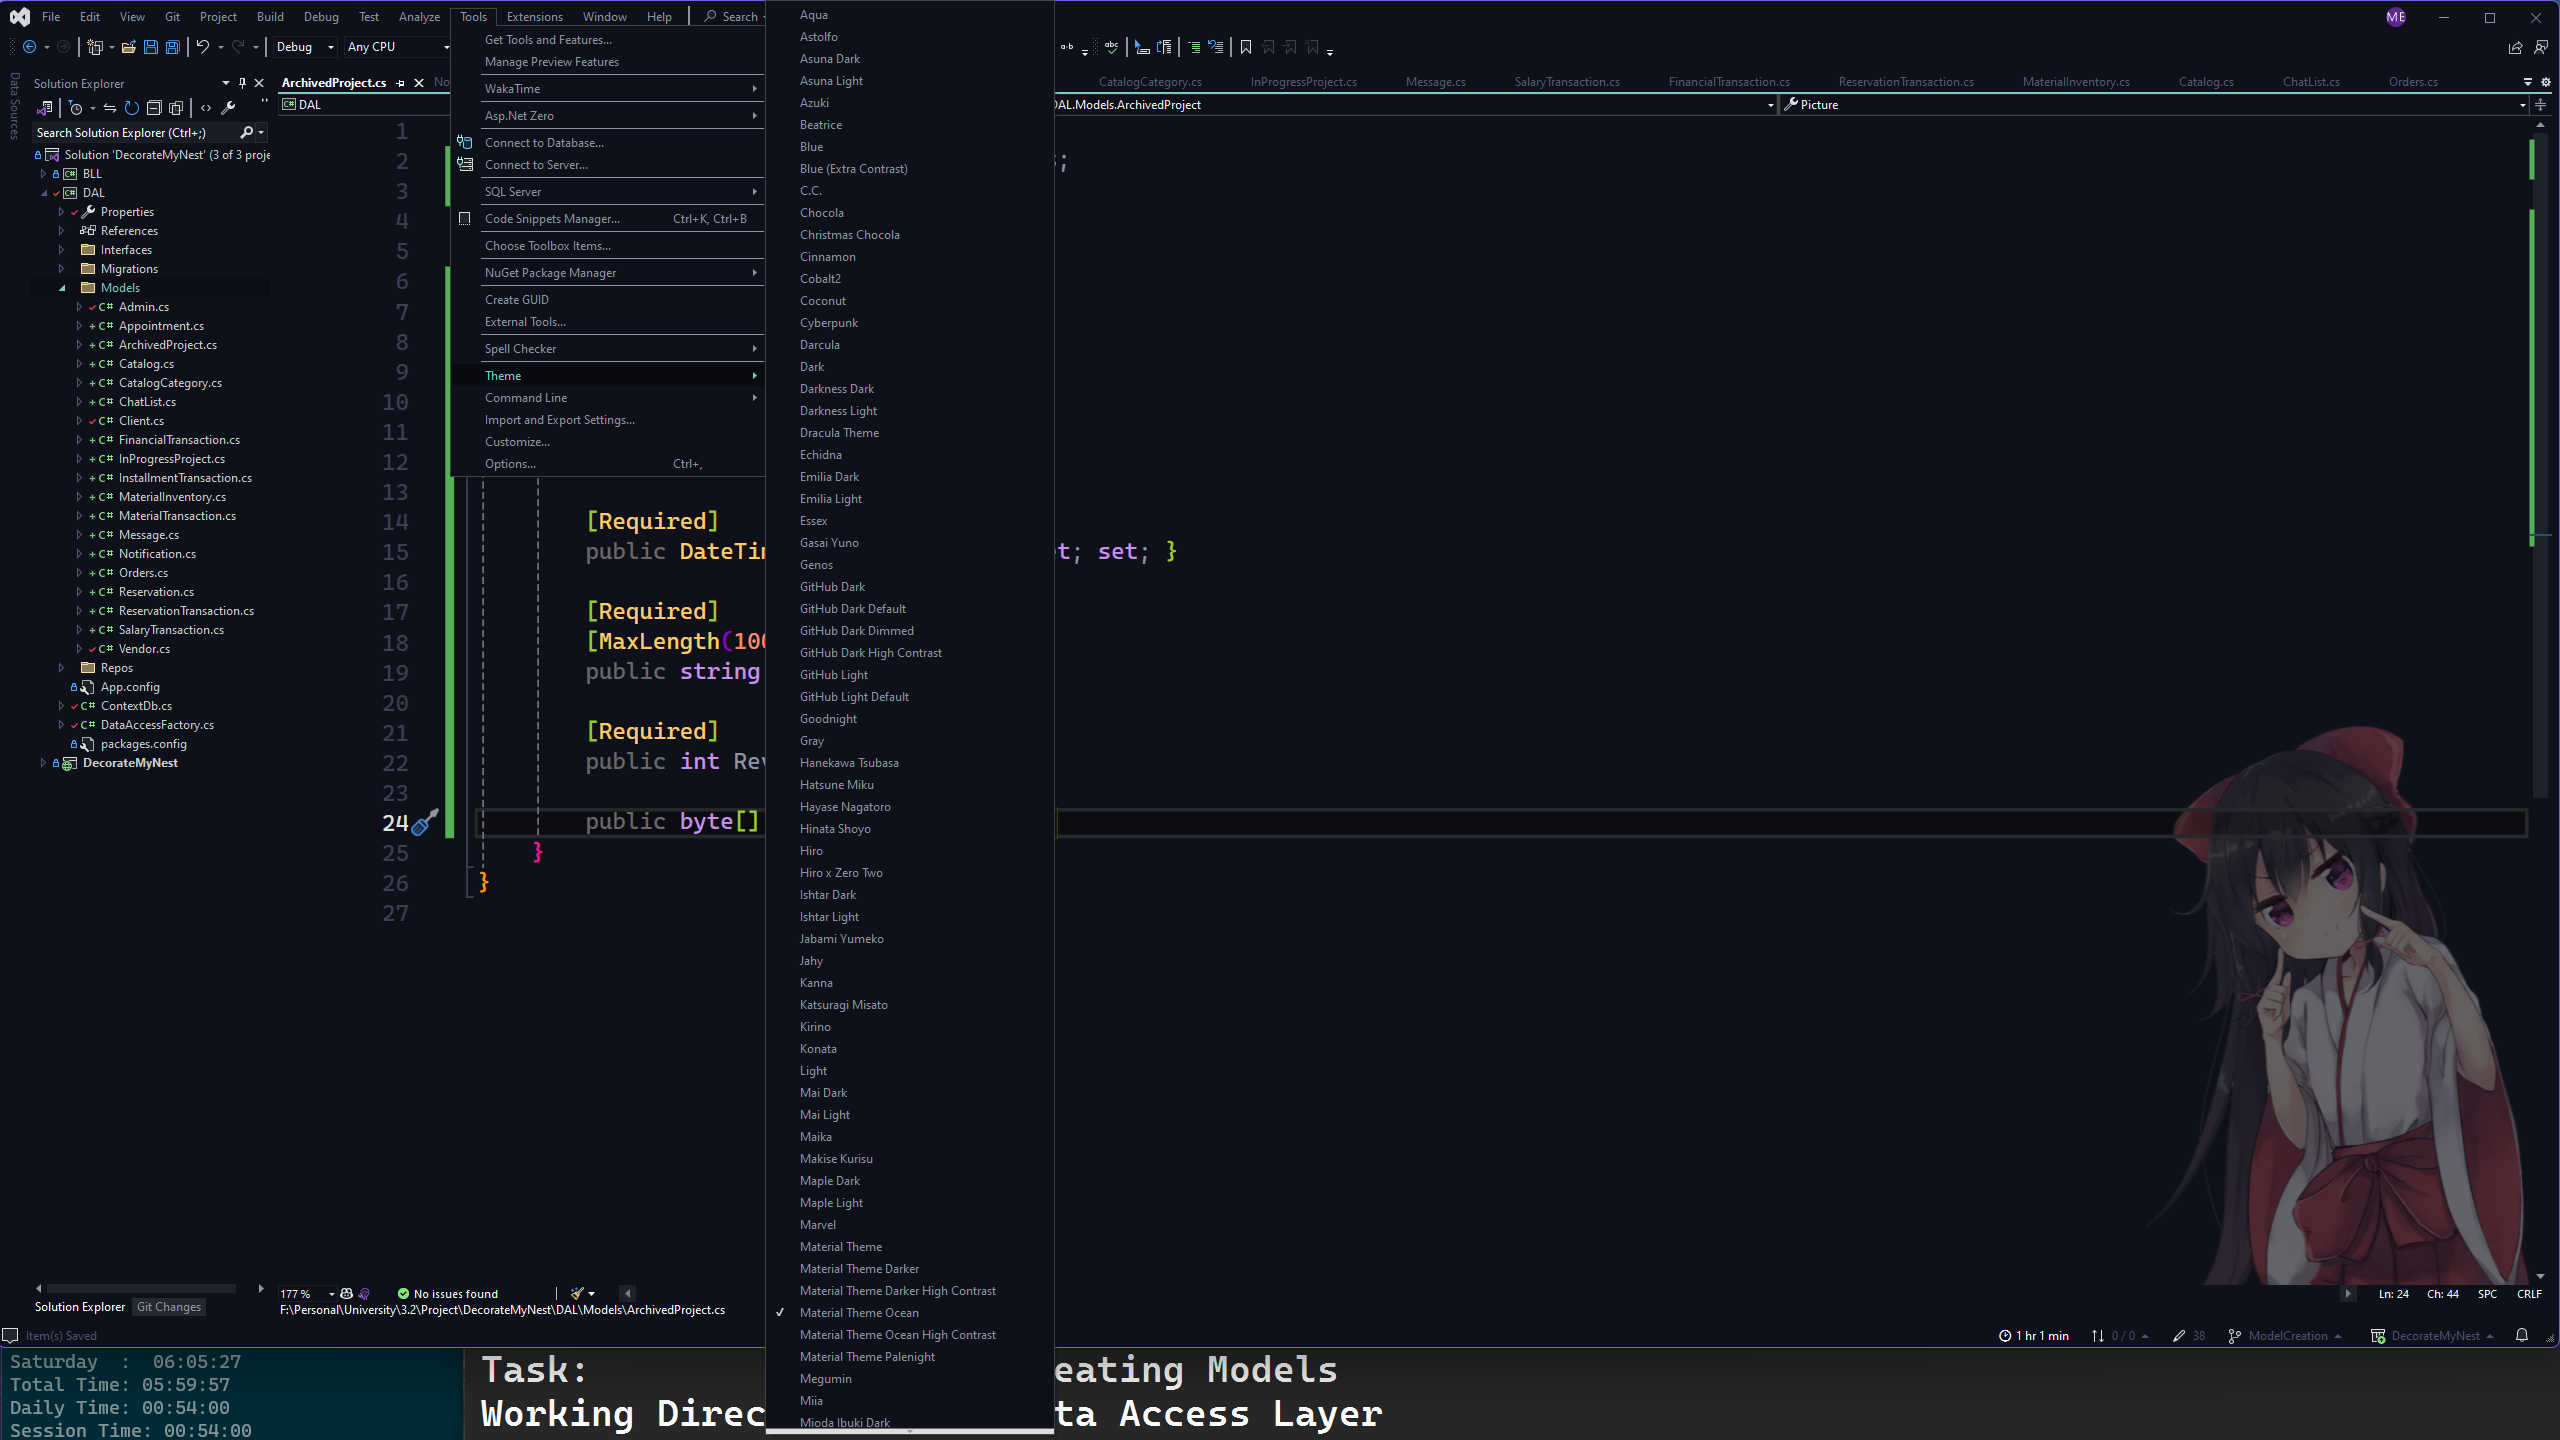 File Edit View Git Project Build Debug Test Analyze Tools Extensions Window Help Search ME
Debug Any CPU
Data Sources
Solution Explorer
Search Solution Explorer (Ctrl+;)
Solution 'DecorateMyNest' (3 of 3 proje
BLL
DAL
Properties
References
Interfaces
Migrations
Models
Admin.cs
Appointment.cs
ArchivedProject.cs
Catalog.cs
CatalogCategory.cs
ChatList.cs
Client.cs
FinancialTransaction.cs
InProgressProject.cs
InstallmentTransaction.cs
MaterialInventory.cs
MaterialTransaction.cs
Message.cs
Notification.cs
Orders.cs
Reservation.cs
ReservationTransaction.cs
SalaryTransaction.cs
Vendor.cs
Repos
App.config
ContextDb.cs
DataAccessFactory.cs
packages.config
DecorateMyNest
Solution Explorer Git Changes
ArchivedProject.cs No CatalogCategory.cs InProgressProject.cs Message.cs SalaryTransaction.cs FinancialTransaction.cs ReservationTransaction.cs MaterialInventory.cs Catalog.cs ChatList.cs Orders.cs
DAL DAL.Models.ArchivedProject Picture
Get Tools and Features...
Manage Preview Features
WakaTime
Asp.Net Zero
Connect to Database...
Connect to Server...
SQL Server
Code Snippets Manager... Ctrl+K, Ctrl+B
Choose Toolbox Items...
NuGet Package Manager
Create GUID
External Tools...
Spell Checker
Theme
Command Line
Import and Export Settings...
Customize...
Options... Ctrl+,
Aqua
Astolfo
Asuna Dark
Asuna Light
Azuki
Beatrice
Blue
Blue (Extra Contrast)
C.C.
Chocola
Christmas Chocola
Cinnamon
Cobalt2
Coconut
Cyberpunk
Darcula
Dark
Darkness Dark
Darkness Light
Dracula Theme
Echidna
Emilia Dark
Emilia Light
Essex
Gasai Yuno
Genos
GitHub Dark
GitHub Dark Default
GitHub Dark Dimmed
GitHub Dark High Contrast
GitHub Light
GitHub Light Default
Goodnight
Gray
Hanekawa Tsubasa
Hatsune Miku
Hayase Nagatoro
Hinata Shoyo
Hiro
Hiro x Zero Two
Ishtar Dark
Ishtar Light
Jabami Yumeko
Jahy
Kanna
Katsuragi Misato
Kirino
Konata
Light
Mai Dark
Mai Light
Maika
Makise Kurisu
Maple Dark
Maple Light
Marvel
Material Theme
Material Theme Darker
Material Theme Darker High Contrast
Material Theme Ocean
Material Theme Ocean High Contrast
Material Theme Palenight
Megumin
Miia
Mioda Ibuki Dark
1
2 ;
3
4
5
6
7
8
9
10
11
12
13
14 [Required]
15 public DateTim t; set; }
16
17 [Required]
18 [MaxLength(100
19 public string
20
21 [Required]
22 public int Rev
23
24 public byte[]
25 }
26 }
27
177 % No issues found Ln: 24 Ch: 44 SPC CRLF
F:\Personal\University\3.2\Project\DecorateMyNest\DAL\Models\ArchivedProject.cs
Item(s) Saved 1 hr 1 min 0 / 0 38 ModelCreation DecorateMyNest
Saturday : 06:05:27
Total Time: 05:59:57
Daily Time: 00:54:00
Session Time: 00:54:00
Task: eating Models
Working Direc ta Access Layer